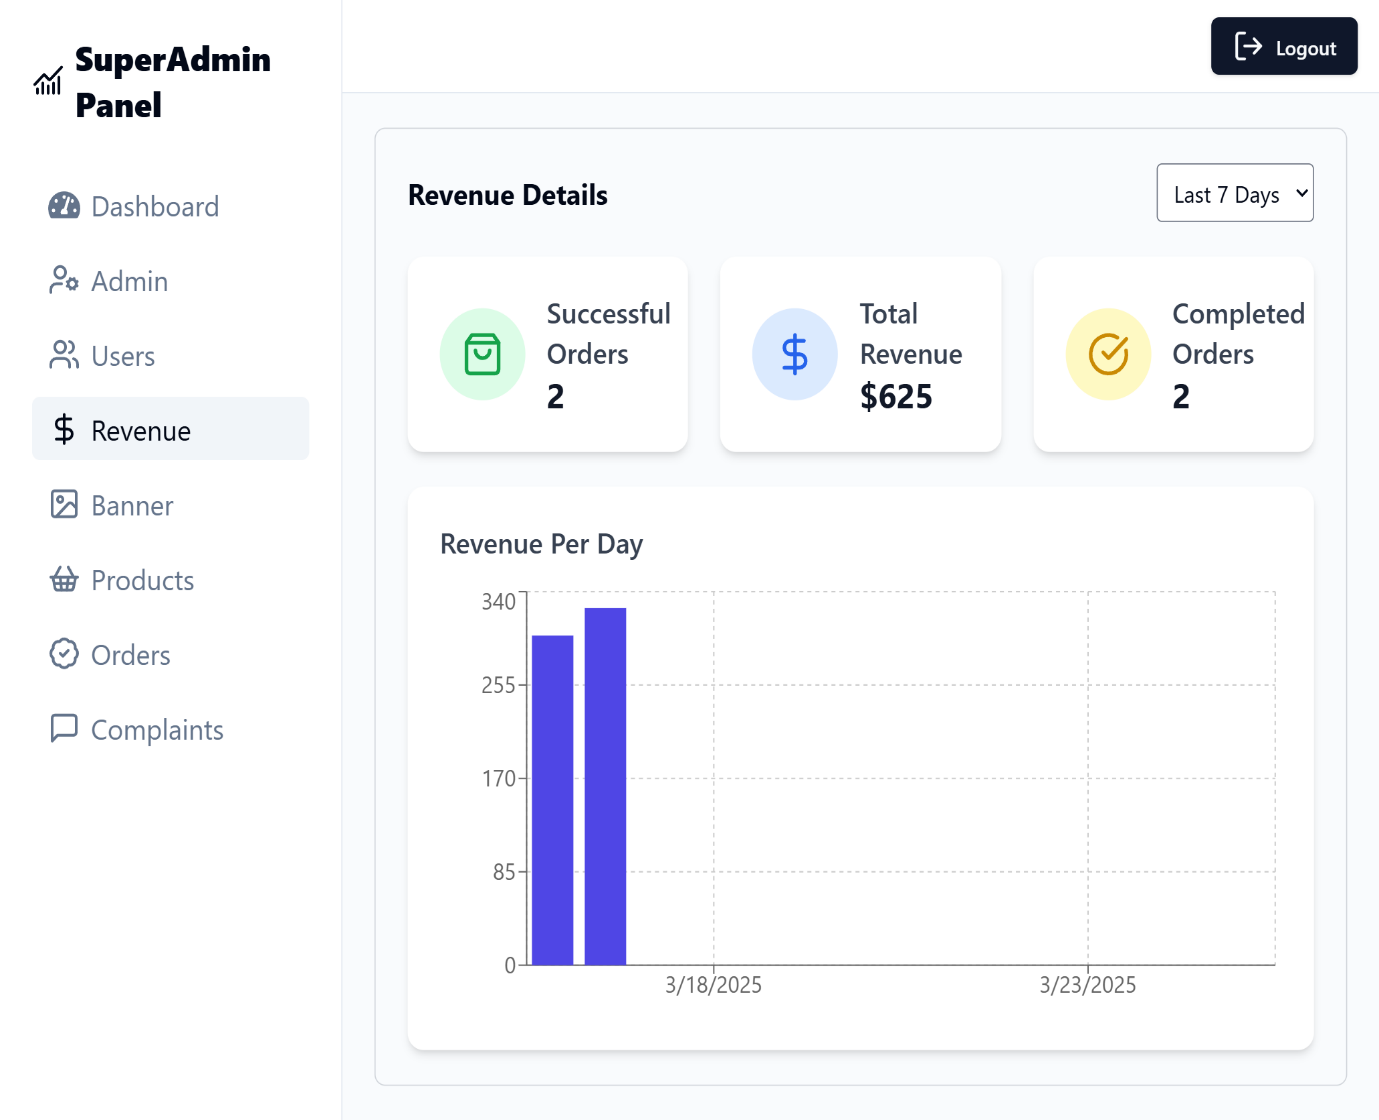 SuperAdmin
Panel
Logout
Dashboard
Admin
Users
Revenue
Banner
Products
Orders
Complaints
Revenue Details
Last 7 Days
Successful
Orders
2
Total
Revenue
$625
Completed
Orders
2
Revenue Per Day
340
255
170
85
0
3/18/2025
3/23/2025